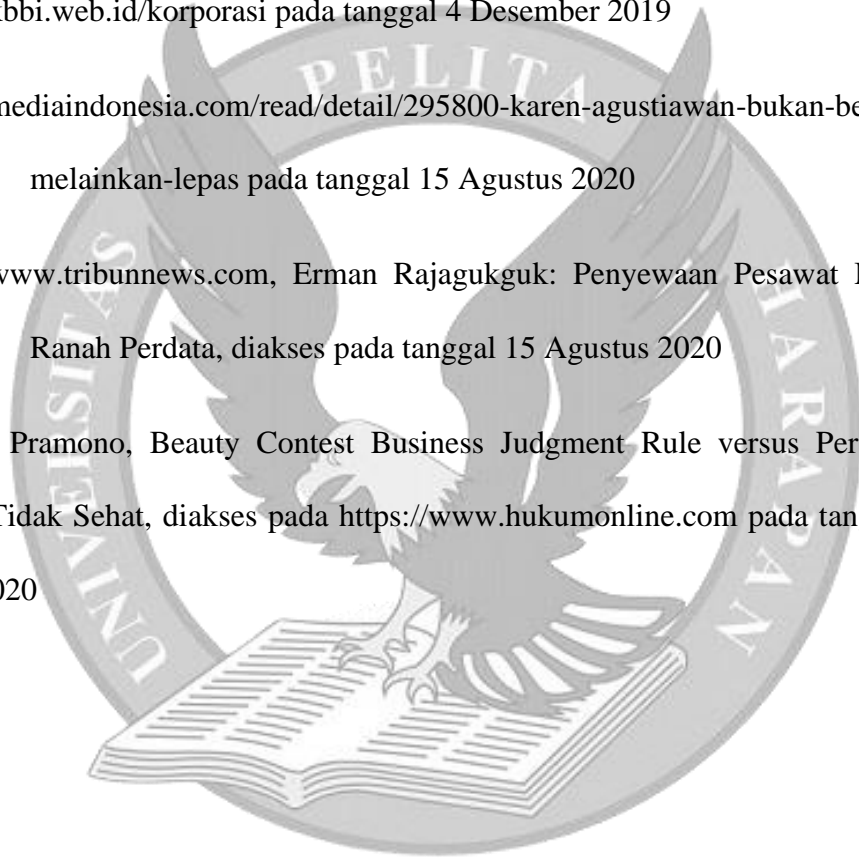 kbbi.web.id/korporasi pada tanggal 4 Desember 2019
mediaindonesia.com/read/detail/295800-karen-agustiawan-bukan-be
melainkan-lepas pada tanggal 15 Agustus 2020
www.tribunnews.com, Erman Rajagukguk: Penyewaan Pesawat
Ranah Perdata, diakses pada tanggal 15 Agustus 2020
Pramono, Beauty Contest Business Judgment Rule versus Per
Tidak Sehat, diakses pada https://www.hukumonline.com pada tan
020
UNIVERSITAS PELITA HARAPAN